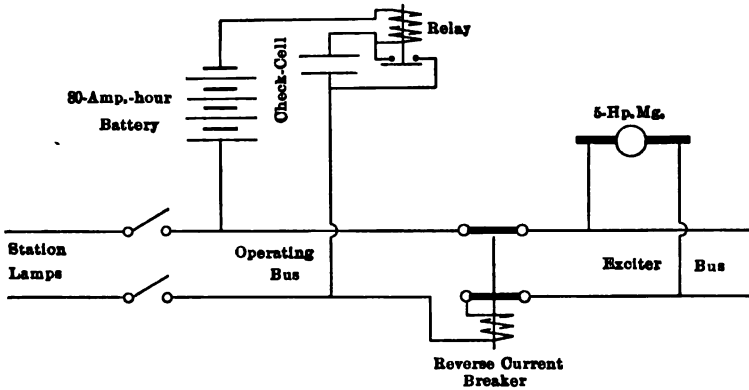 Relay
Check-Cell
80-Amp.-hour
Battery
5-Hp. Mg.
Station
Lamps
Operating
Bus
Exciter Bus
Reverse Current
Breaker